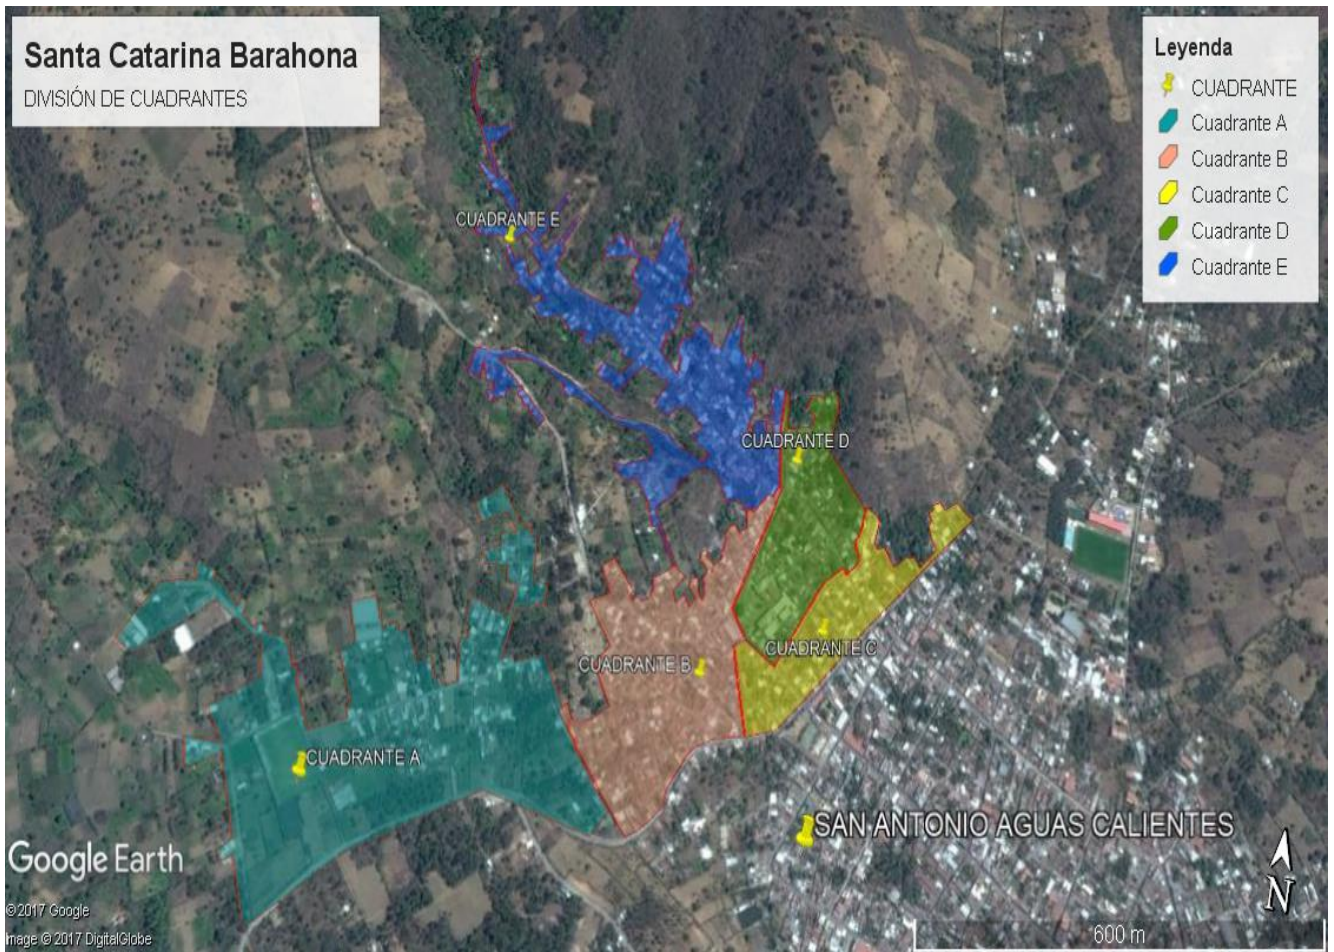 Santa Catarina Barahona
DIVISIÓN DE CUADRANTES
Leyenda
CUADRANTE
Cuadrante A
Cuadrante B
Cuadrante C
Cuadrante D
Cuadrante E
CUADRANTE E
CUADRANTE D
CUADRANTE C
CUADRANTE B
CUADRANTE A
SAN ANTONIO AGUAS CALIENTES
Google Earth
© 2017 Google
mage © 2017 DigitalGlobe
N
600 m